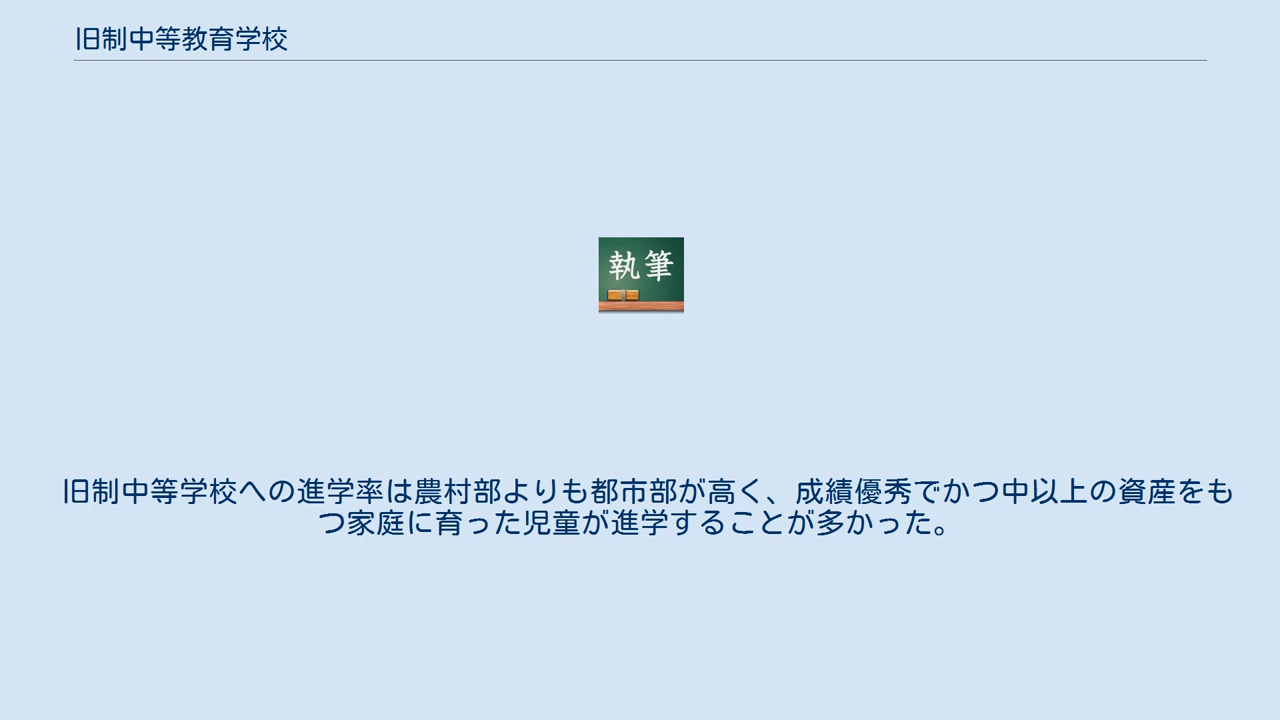 旧制中等教育学校
執筆
旧制中等学校への進学率は農村部よりも都市部が高く、成績優秀でかつ中以上の資産をも
つ家庭に育った児童が進学することが多かった。